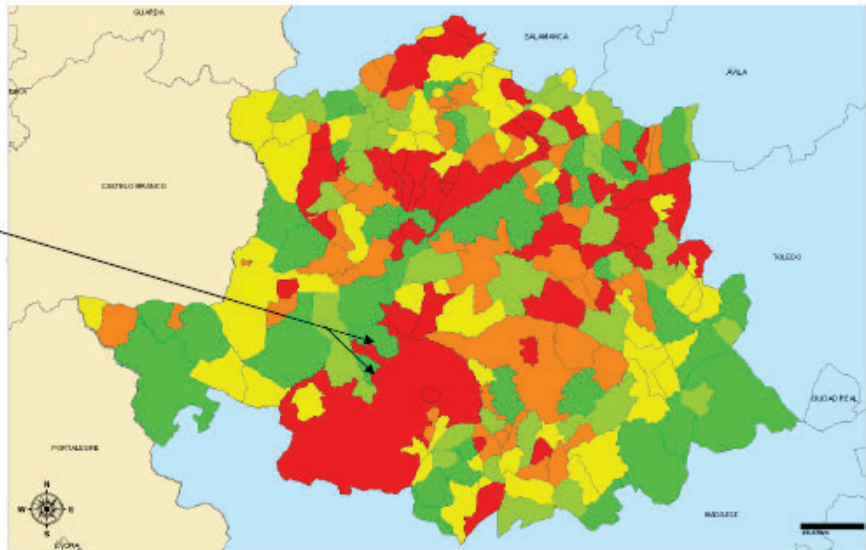 GUARDA
SALAMANCA
ÁVILA
CASTELO BRANCO
TOLEDO
CIUDAD REAL
PORTALEGRE
BADAJOZ
N
W E
S
ÉVORA